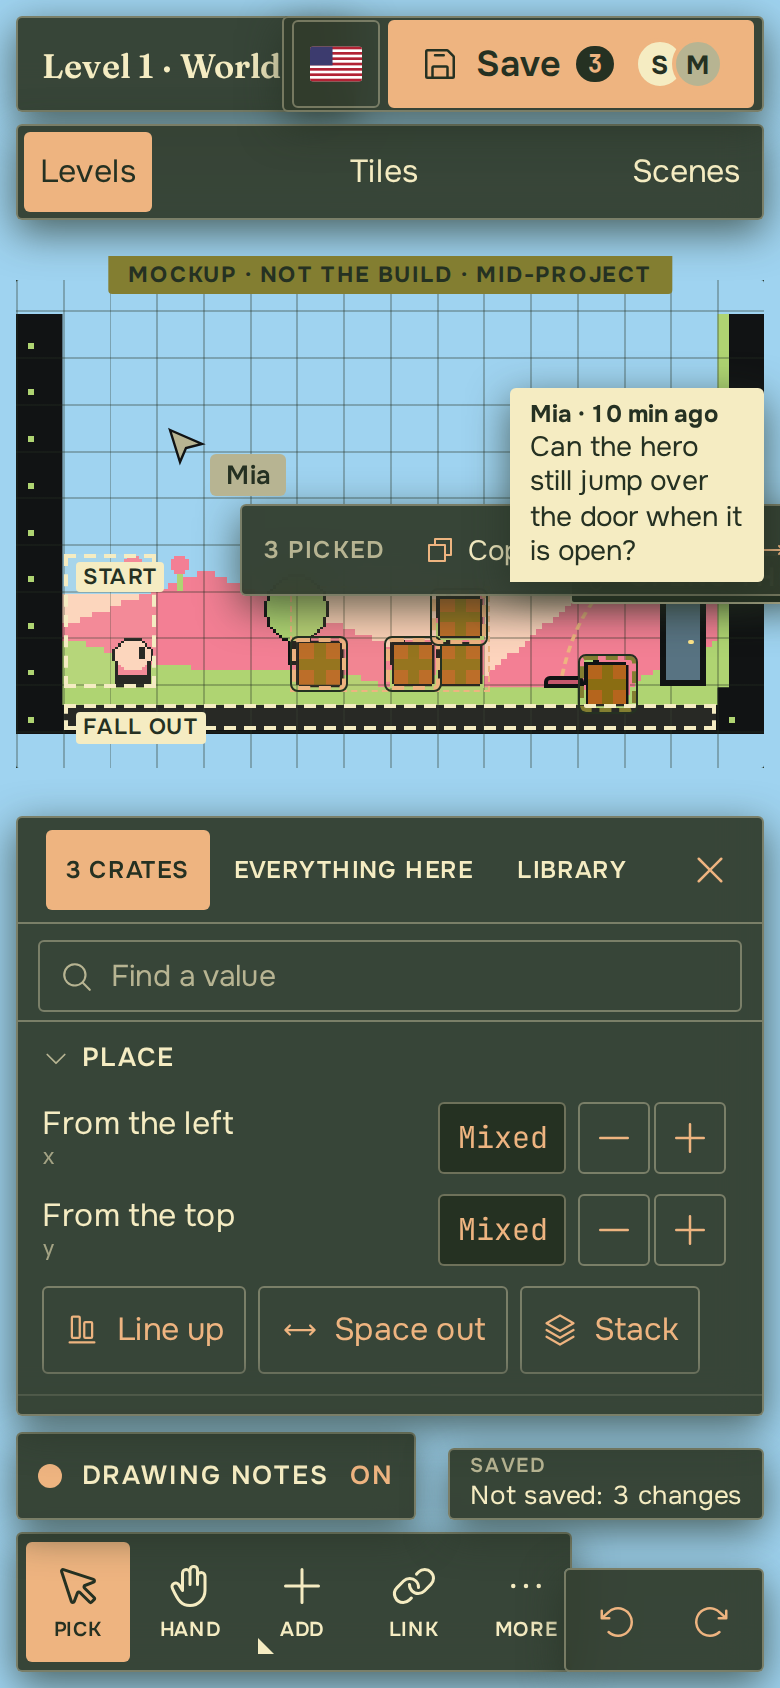 Level 1 · World
Save 3 S M
Levels Tiles Scenes
MOCKUP · NOT THE BUILD · MID-PROJECT
Mia · 10 min ago
Can the hero
still jump over
the door when it
is open?
Mia
3 PICKED
START
FALL OUT
3 CRATES EVERYTHING HERE LIBRARY
Find a value
PLACE
From the left Mixed
x
From the top Mixed
y
Line up Space out Stack
DRAWING NOTES ON
SAVED
Not saved: 3 changes
PICK HAND ADD LINK MORE